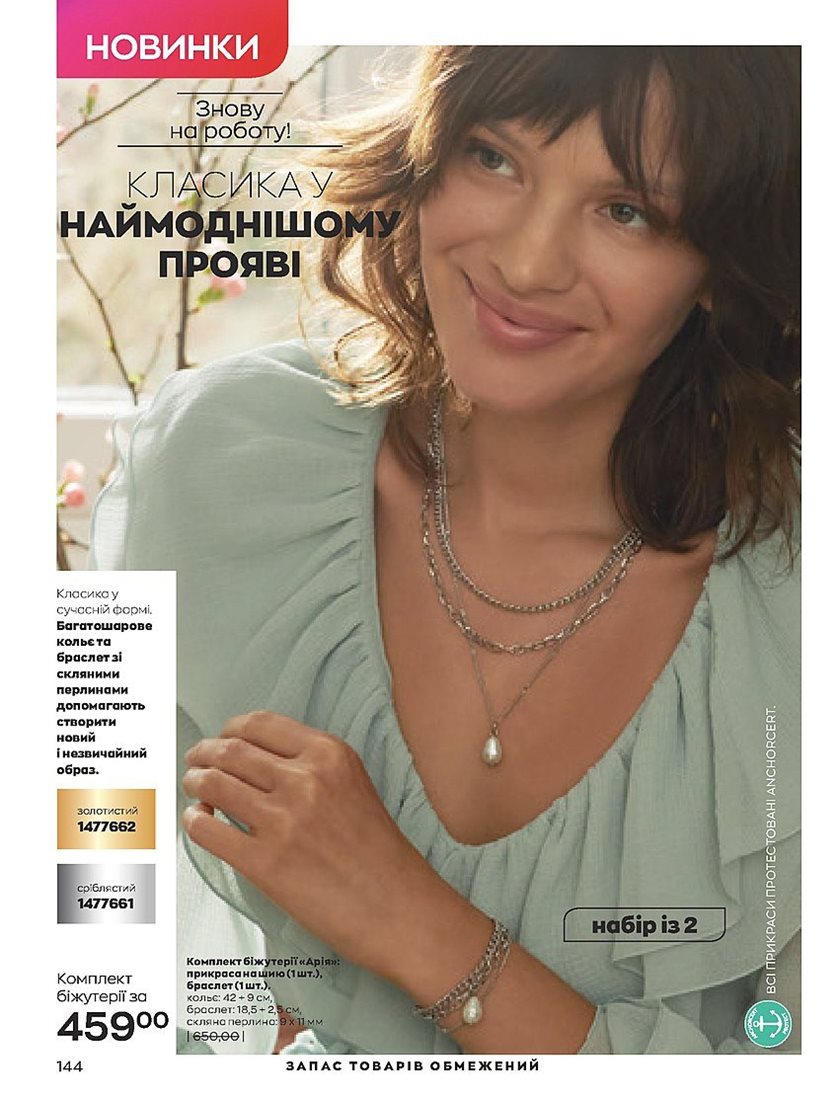 НОВИНКИ
Знову
на роботу!
КЛАСИКА У
НАЙМОДНІШОМУ
ПРОЯВІ
Класика у
сучасній формі.
Багатошарове
кольє та
браслет зі
скляними
перлинами
допомагають
створити
новий
і незвичайний
образ.
золотистий
1477662
сріблястий
1477661
Комплект
біжутерії за
459⁰⁰
Комплект біжутерії «Арія»:
прикраса на шию (1 шт.),
браслет (1 шт.).
кольє: 42 + 9 см,
браслет: 18,5 + 2,5 см,
скляна перлина: 9 х 11 мм
| 650,00 |
набір із 2
ВСІ ПРИКРАСИ ПРОТЕСТОВАНІ ANCHORCERT.
144
ЗАПАС ТОВАРІВ ОБМЕЖЕНИЙ